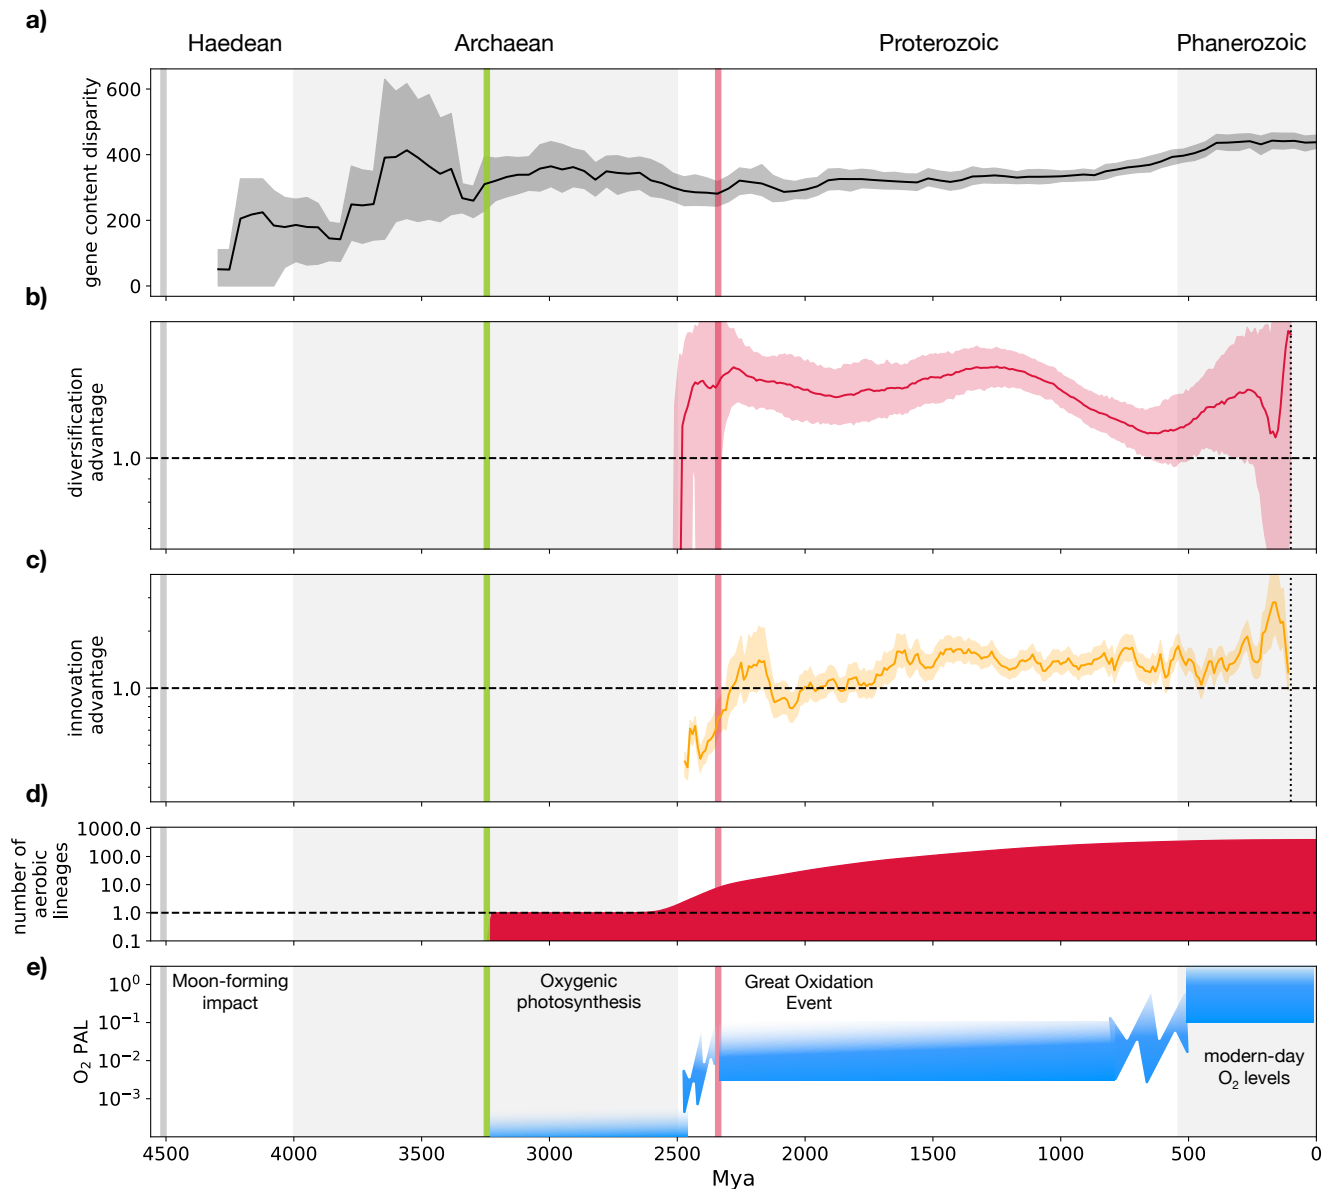 a)
Haedean Archaean Proterozoic Phanerozoic
gene content disparity
600
400
200
0
b)
diversification
advantage
1.0
c)
innovation
advantage
1.0
d)
number of
aerobic
lineages
1000.0
100.0
10.0
1.0
0.1
e)
O₂ PAL
10⁰
10⁻¹
10⁻²
10⁻³
Moon-forming
impact
Oxygenic
photosynthesis
Great Oxidation
Event
modern-day
O₂ levels
4500 4000 3500 3000 2500 2000 1500 1000 500 0
Mya